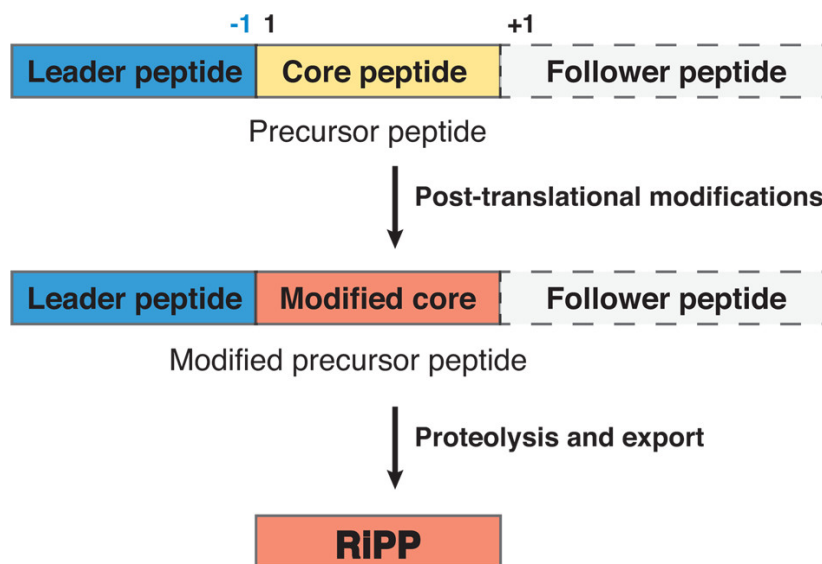 -1 1 +1
Leader peptide Core peptide Follower peptide
Precursor peptide
Post-translational modifications
Leader peptide Modified core Follower peptide
Modified precursor peptide
Proteolysis and export
RiPP